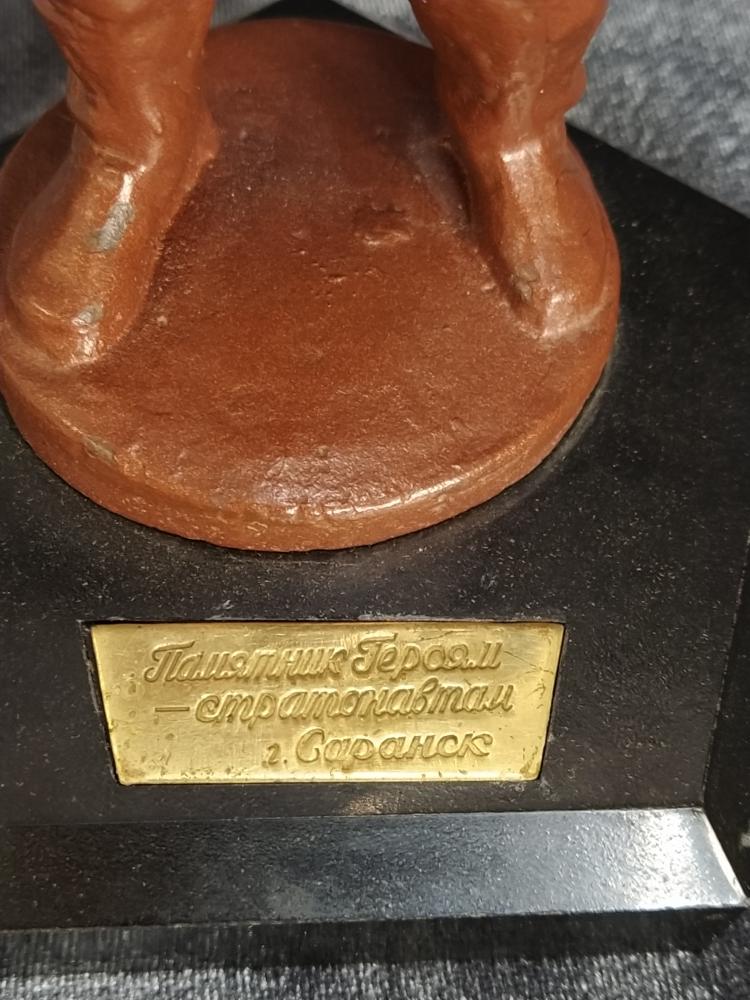 Памятник Героям
– стратонавтам
г. Саранск